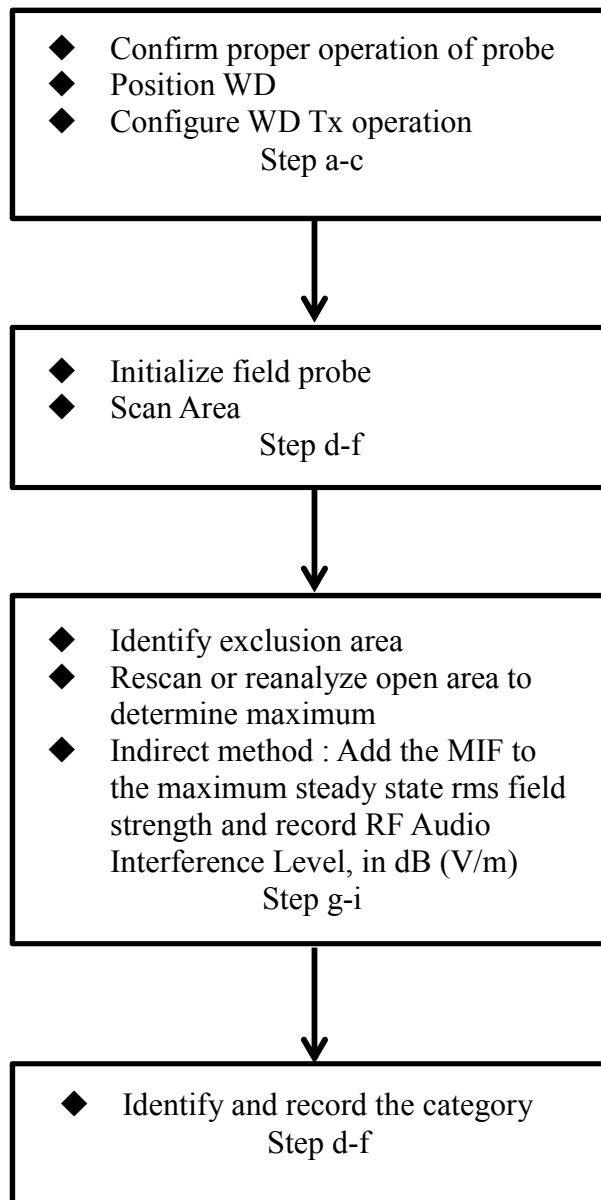 ◆ Confirm proper operation of probe
◆ Position WD
◆ Configure WD Tx operation
Step a-c
◆ Initialize field probe
◆ Scan Area
Step d-f
◆ Identify exclusion area
◆ Rescan or reanalyze open area to
determine maximum
◆ Indirect method : Add the MIF to
the maximum steady state rms field
strength and record RF Audio
Interference Level, in dB (V/m)
Step g-i
◆ Identify and record the category
Step d-f